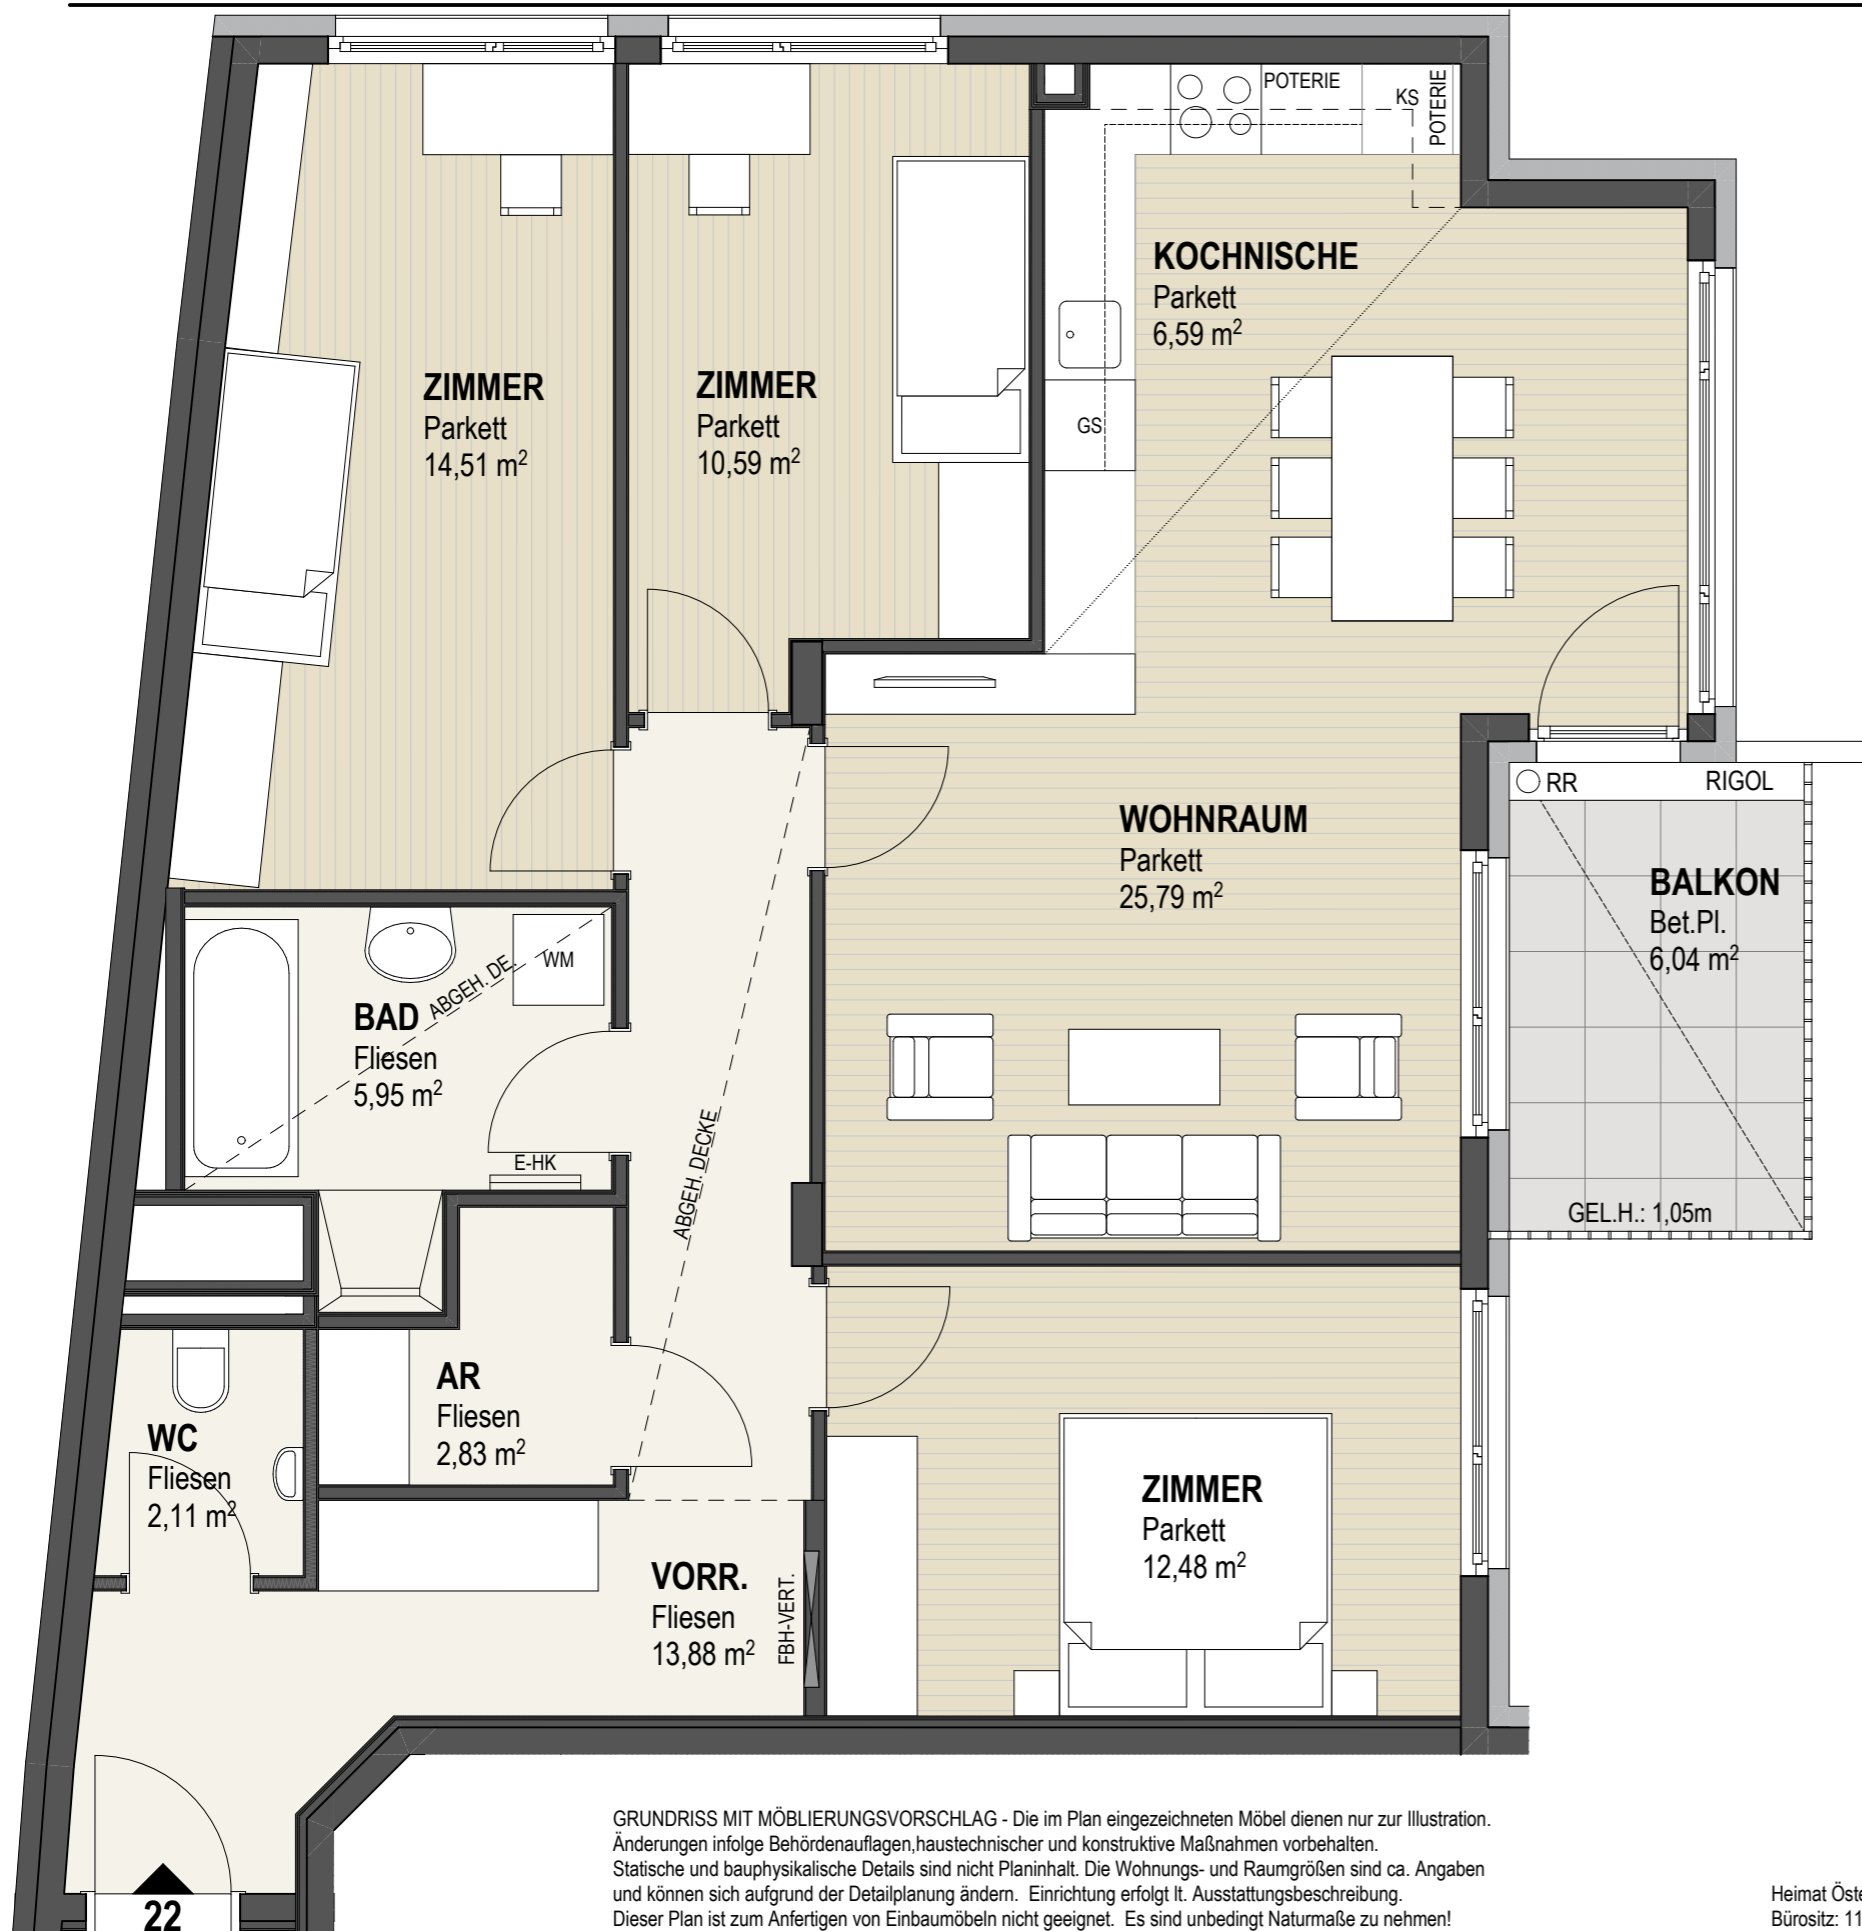 POTERIE
KS
POTERIE
KOCHNISCHE
Parkett
6,59 m²
ZIMMER
Parkett
14,51 m²
ZIMMER
Parkett
10,59 m²
GS
WOHNRAUM
Parkett
25,79 m²
RR
RIGOL
BALKON
Bet.Pl.
6,04 m²
GEL.H.: 1,05m
WM
ABGEH. DE.
BAD
Fliesen
5,95 m²
E-HK
ABGEH. DECKE
AR
Fliesen
2,83 m²
WC
Fliesen
2,11 m²
ZIMMER
Parkett
12,48 m²
VORR.
Fliesen
13,88 m²
FBH-VERT.
22
GRUNDRISS MIT MÖBLIERUNGSVORSCHLAG - Die im Plan eingezeichneten Möbel dienen nur zur Illustration.
Änderungen infolge Behördenauflagen,haustechnischer und konstruktive Maßnahmen vorbehalten.
Statische und bauphysikalische Details sind nicht Planinhalt. Die Wohnungs- und Raumgrößen sind ca. Angaben
und können sich aufgrund der Detailplanung ändern. Einrichtung erfolgt lt. Ausstattungsbeschreibung.
Dieser Plan ist zum Anfertigen von Einbaumöbeln nicht geeignet. Es sind unbedingt Naturmaße zu nehmen!
Heimat Öste
Bürositz: 11